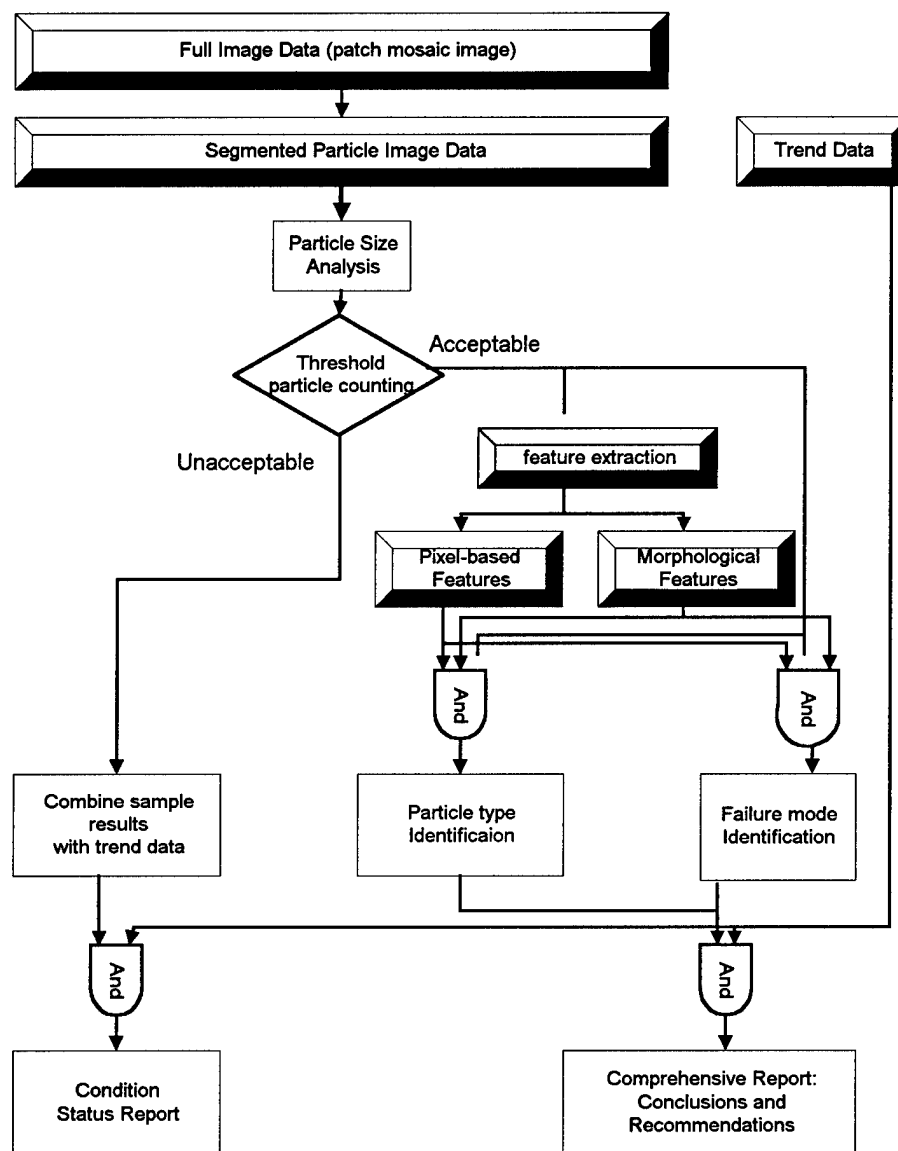 Full Image Data (patch mosaic image)
Segmented Particle Image Data
Trend Data
Particle Size
Analysis
Threshold
particle counting
Acceptable
Unacceptable
feature extraction
Pixel-based
Features
Morphological
Features
And
And
Combine sample
results
with trend data
Particle type
Identificaion
Failure mode
Identification
And
And
Condition
Status Report
Comprehensive Report:
Conclusions and
Recommendations